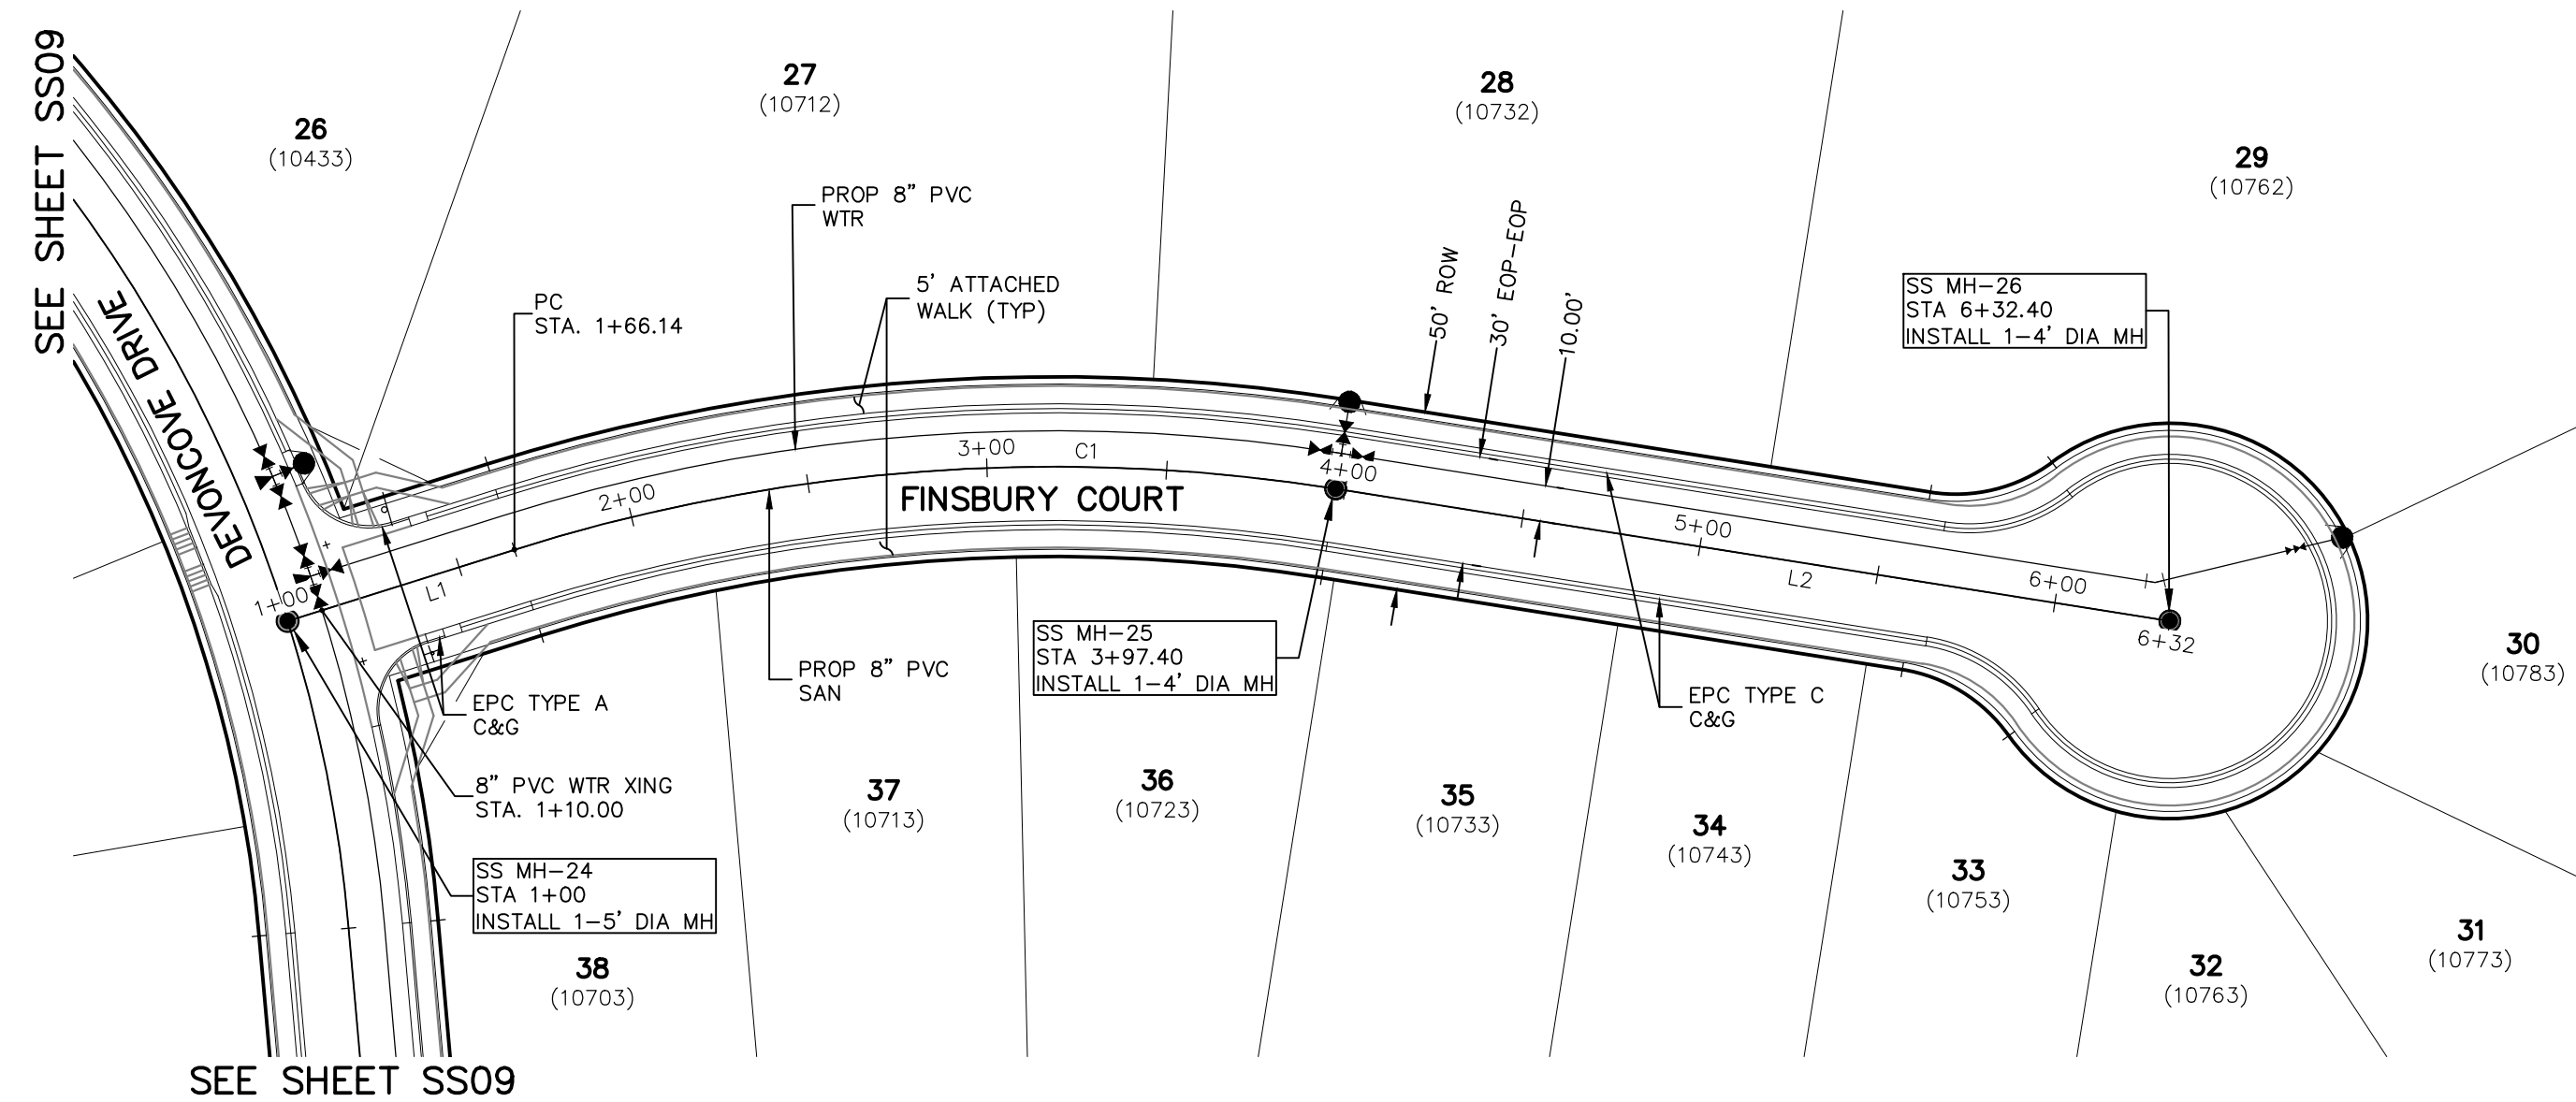 SEE SHEET SS09
26
(10433)
27
(10712)
28
(10732)
29
(10762)
PROP 8" PVC
WTR
5' ATTACHED
WALK (TYP)
PC
STA. 1+66.14
50' ROW
30' EOP-EOP
10.00'
SS MH-26
STA 6+32.40
INSTALL 1-4' DIA MH
DEVONCOVE DRIVE
1+00
L1
2+00
3+00
C1
4+00
FINSBURY COURT
5+00
L2
6+00
6+32
SS MH-25
STA 3+97.40
INSTALL 1-4' DIA MH
PROP 8" PVC
SAN
EPC TYPE A
C&G
EPC TYPE C
C&G
8" PVC WTR XING
STA. 1+10.00
SS MH-24
STA 1+00
INSTALL 1-5' DIA MH
30
(10783)
37
(10713)
36
(10723)
35
(10733)
34
(10743)
33
(10753)
32
(10763)
31
(10773)
38
(10703)
SEE SHEET SS09